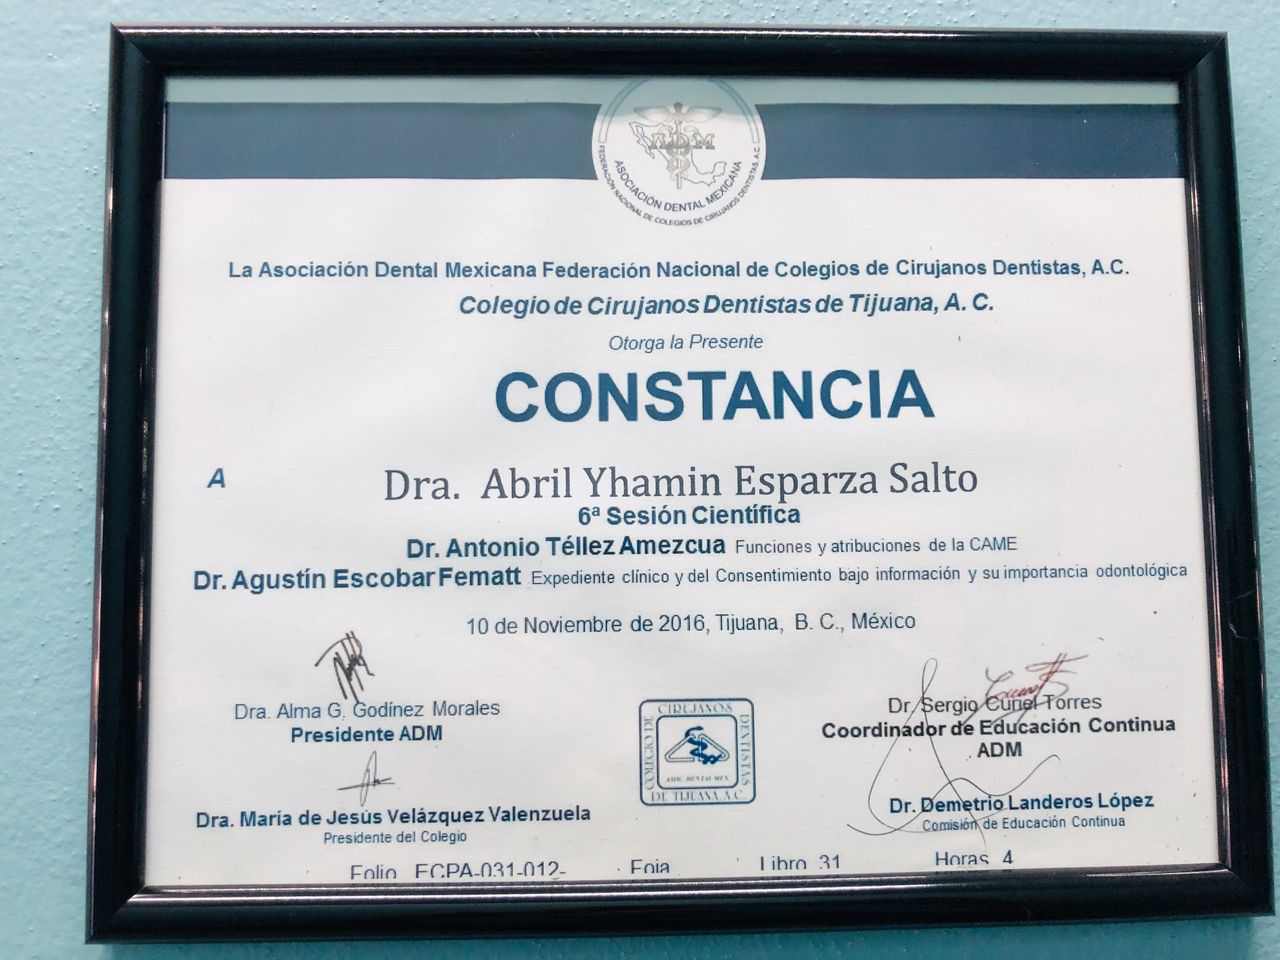 ADM
ASOCIACIÓN DENTAL MEXICANA
FEDERACIÓN NACIONAL DE COLEGIOS DE CIRUJANOS DENTISTAS, A.C.
La Asociación Dental Mexicana Federación Nacional de Colegios de Cirujanos Dentistas, A.C.
Colegio de Cirujanos Dentistas de Tijuana, A. C.
Otorga la Presente
CONSTANCIA
A Dra. Abril Yhamin Esparza Salto
6ª Sesión Científica
Dr. Antonio Téllez Amezcua Funciones y atribuciones de la CAME
Dr. Agustín Escobar Fematt Expediente clínico y del Consentimiento bajo información y su importancia odontológica
10 de Noviembre de 2016, Tijuana, B. C., México
Dra. Alma G. Godínez Morales
Presidente ADM
Dr. Sergio Curiel Torres
Coordinador de Educación Continua
ADM
COLEGIO DE CIRUJANOS DENTISTAS DE TIJUANA, A.C.
Dra. María de Jesús Velázquez Valenzuela
Presidente del Colegio
Dr. Demetrio Landeros López
Comisión de Educación Continua
Folio ECPA-031-012- Foja Libro 31 Horas 4